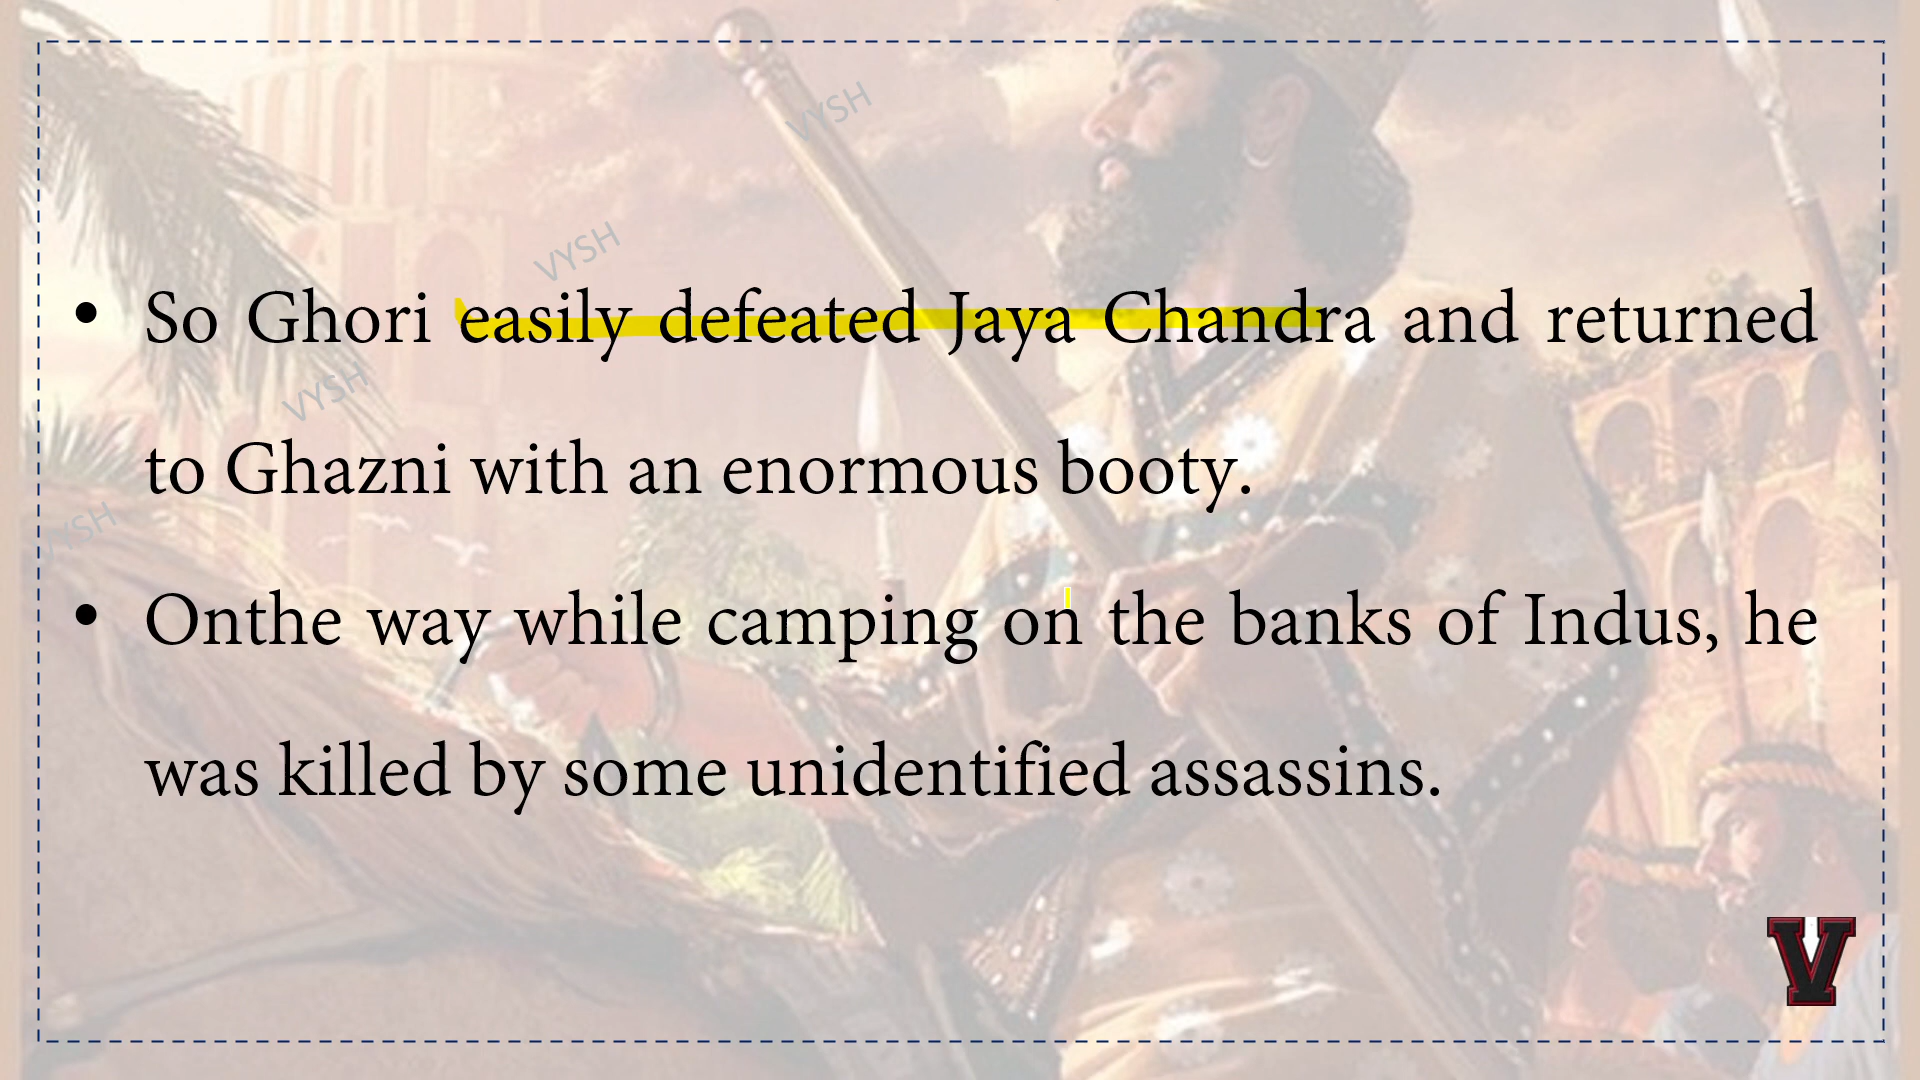 VYSH
VYSH
• So Ghori easily defeated Jaya Chandra and returned
VYSH
to Ghazni with an enormous booty.
VYSH
• Onthe way while camping on the banks of Indus, he
was killed by some unidentified assassins.
V